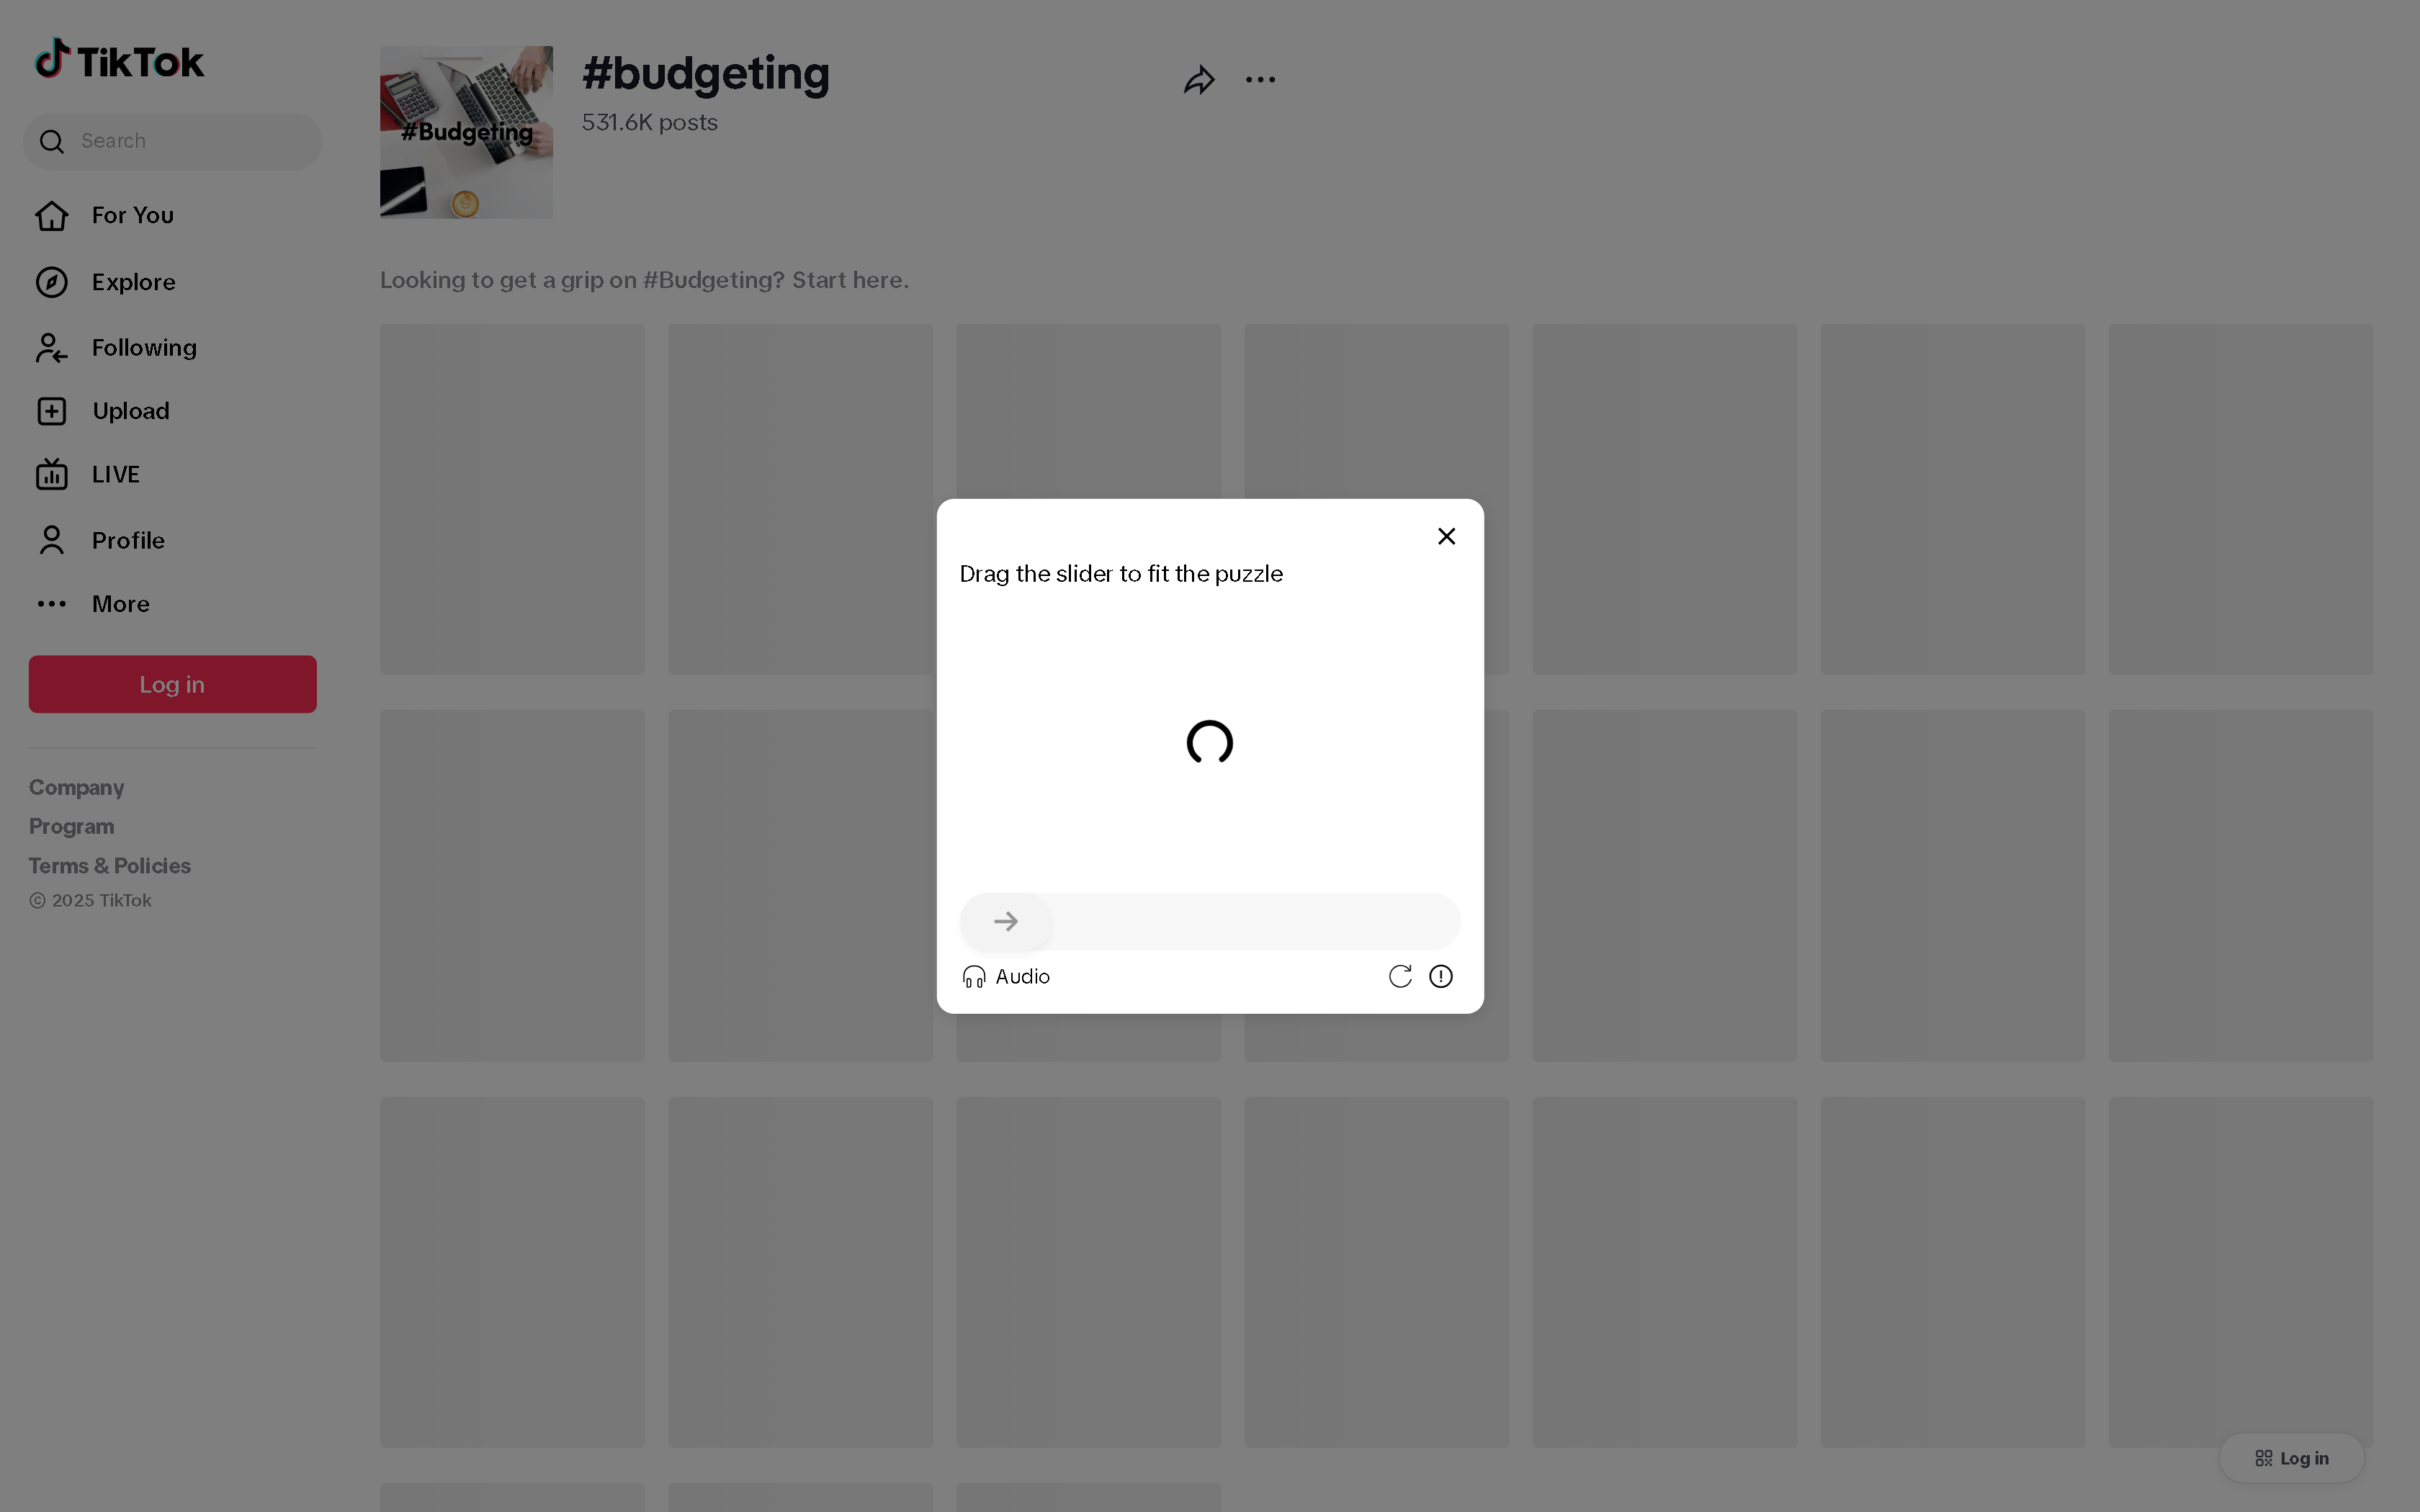 TikTok
Search
For You
Explore
Following
Upload
LIVE
Profile
More
Log in
Company
Program
Terms & Policies
© 2025 TikTok
#Budgeting
#budgeting
531.6K posts
Looking to get a grip on #Budgeting? Start here.
Drag the slider to fit the puzzle
Audio
Log in